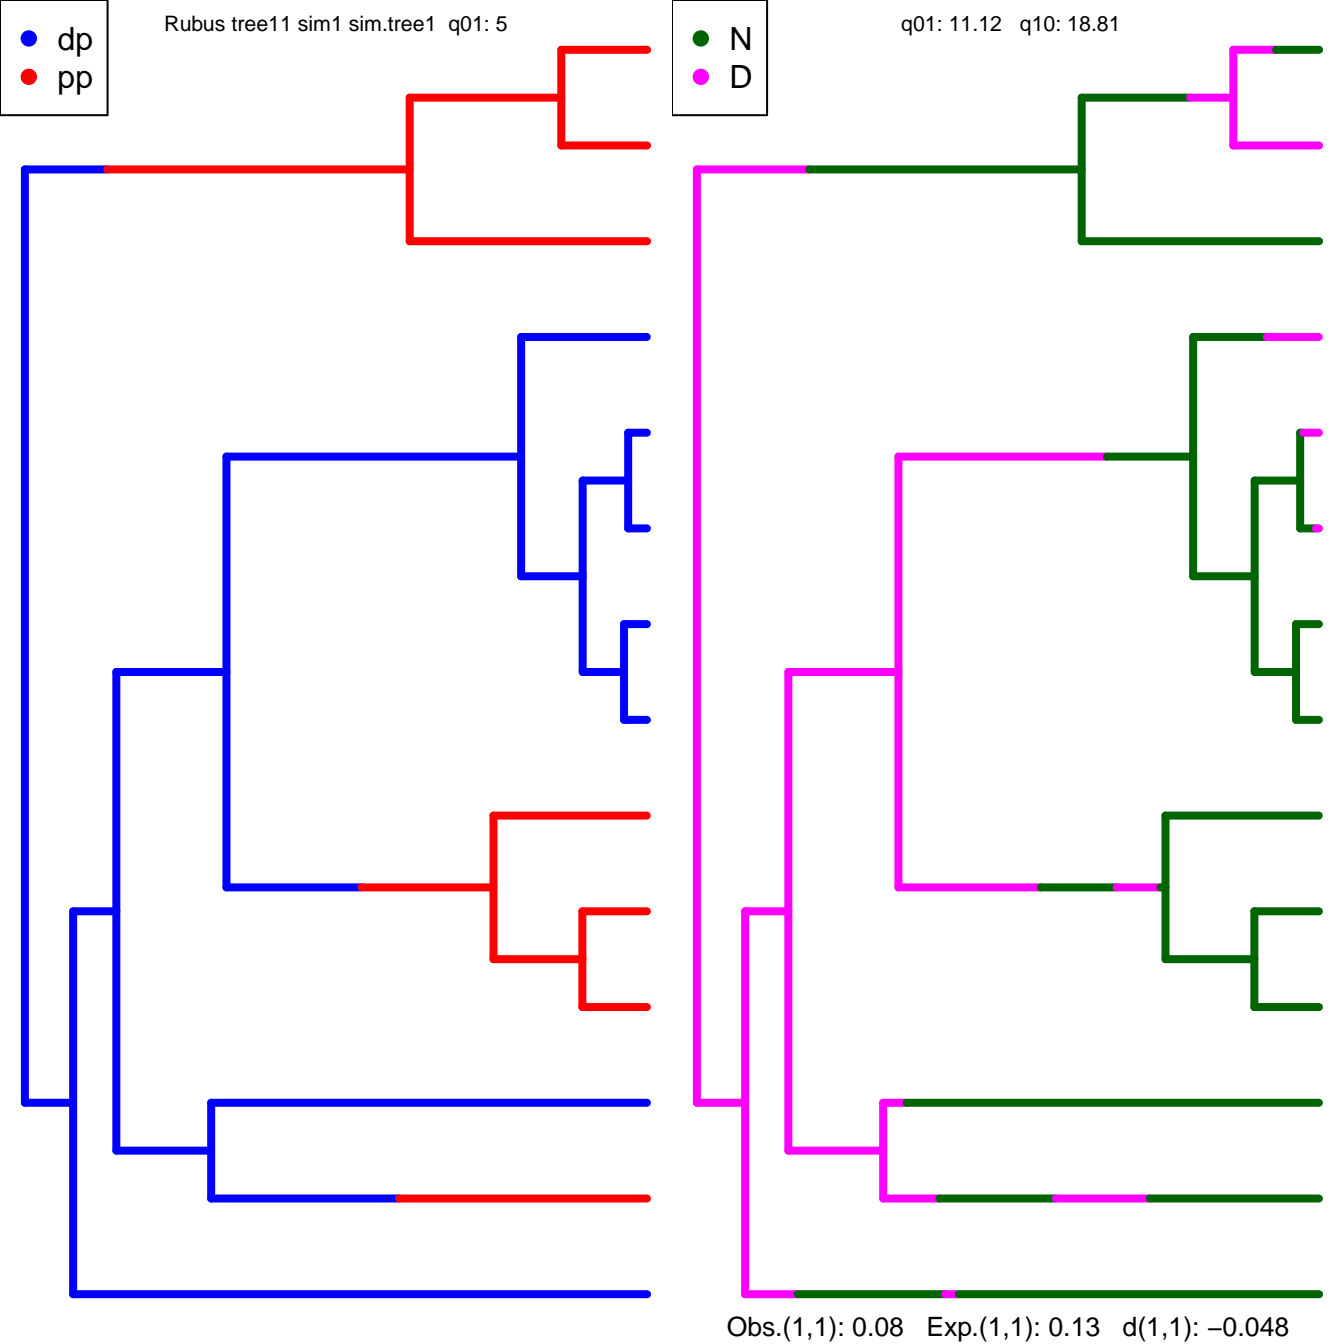 Rubus tree11 sim1 sim.tree1  q01: 5
dp
pp
q01: 11.12   q10: 18.81
N
D
Obs.(1,1): 0.08   Exp.(1,1): 0.13   d(1,1): −0.048